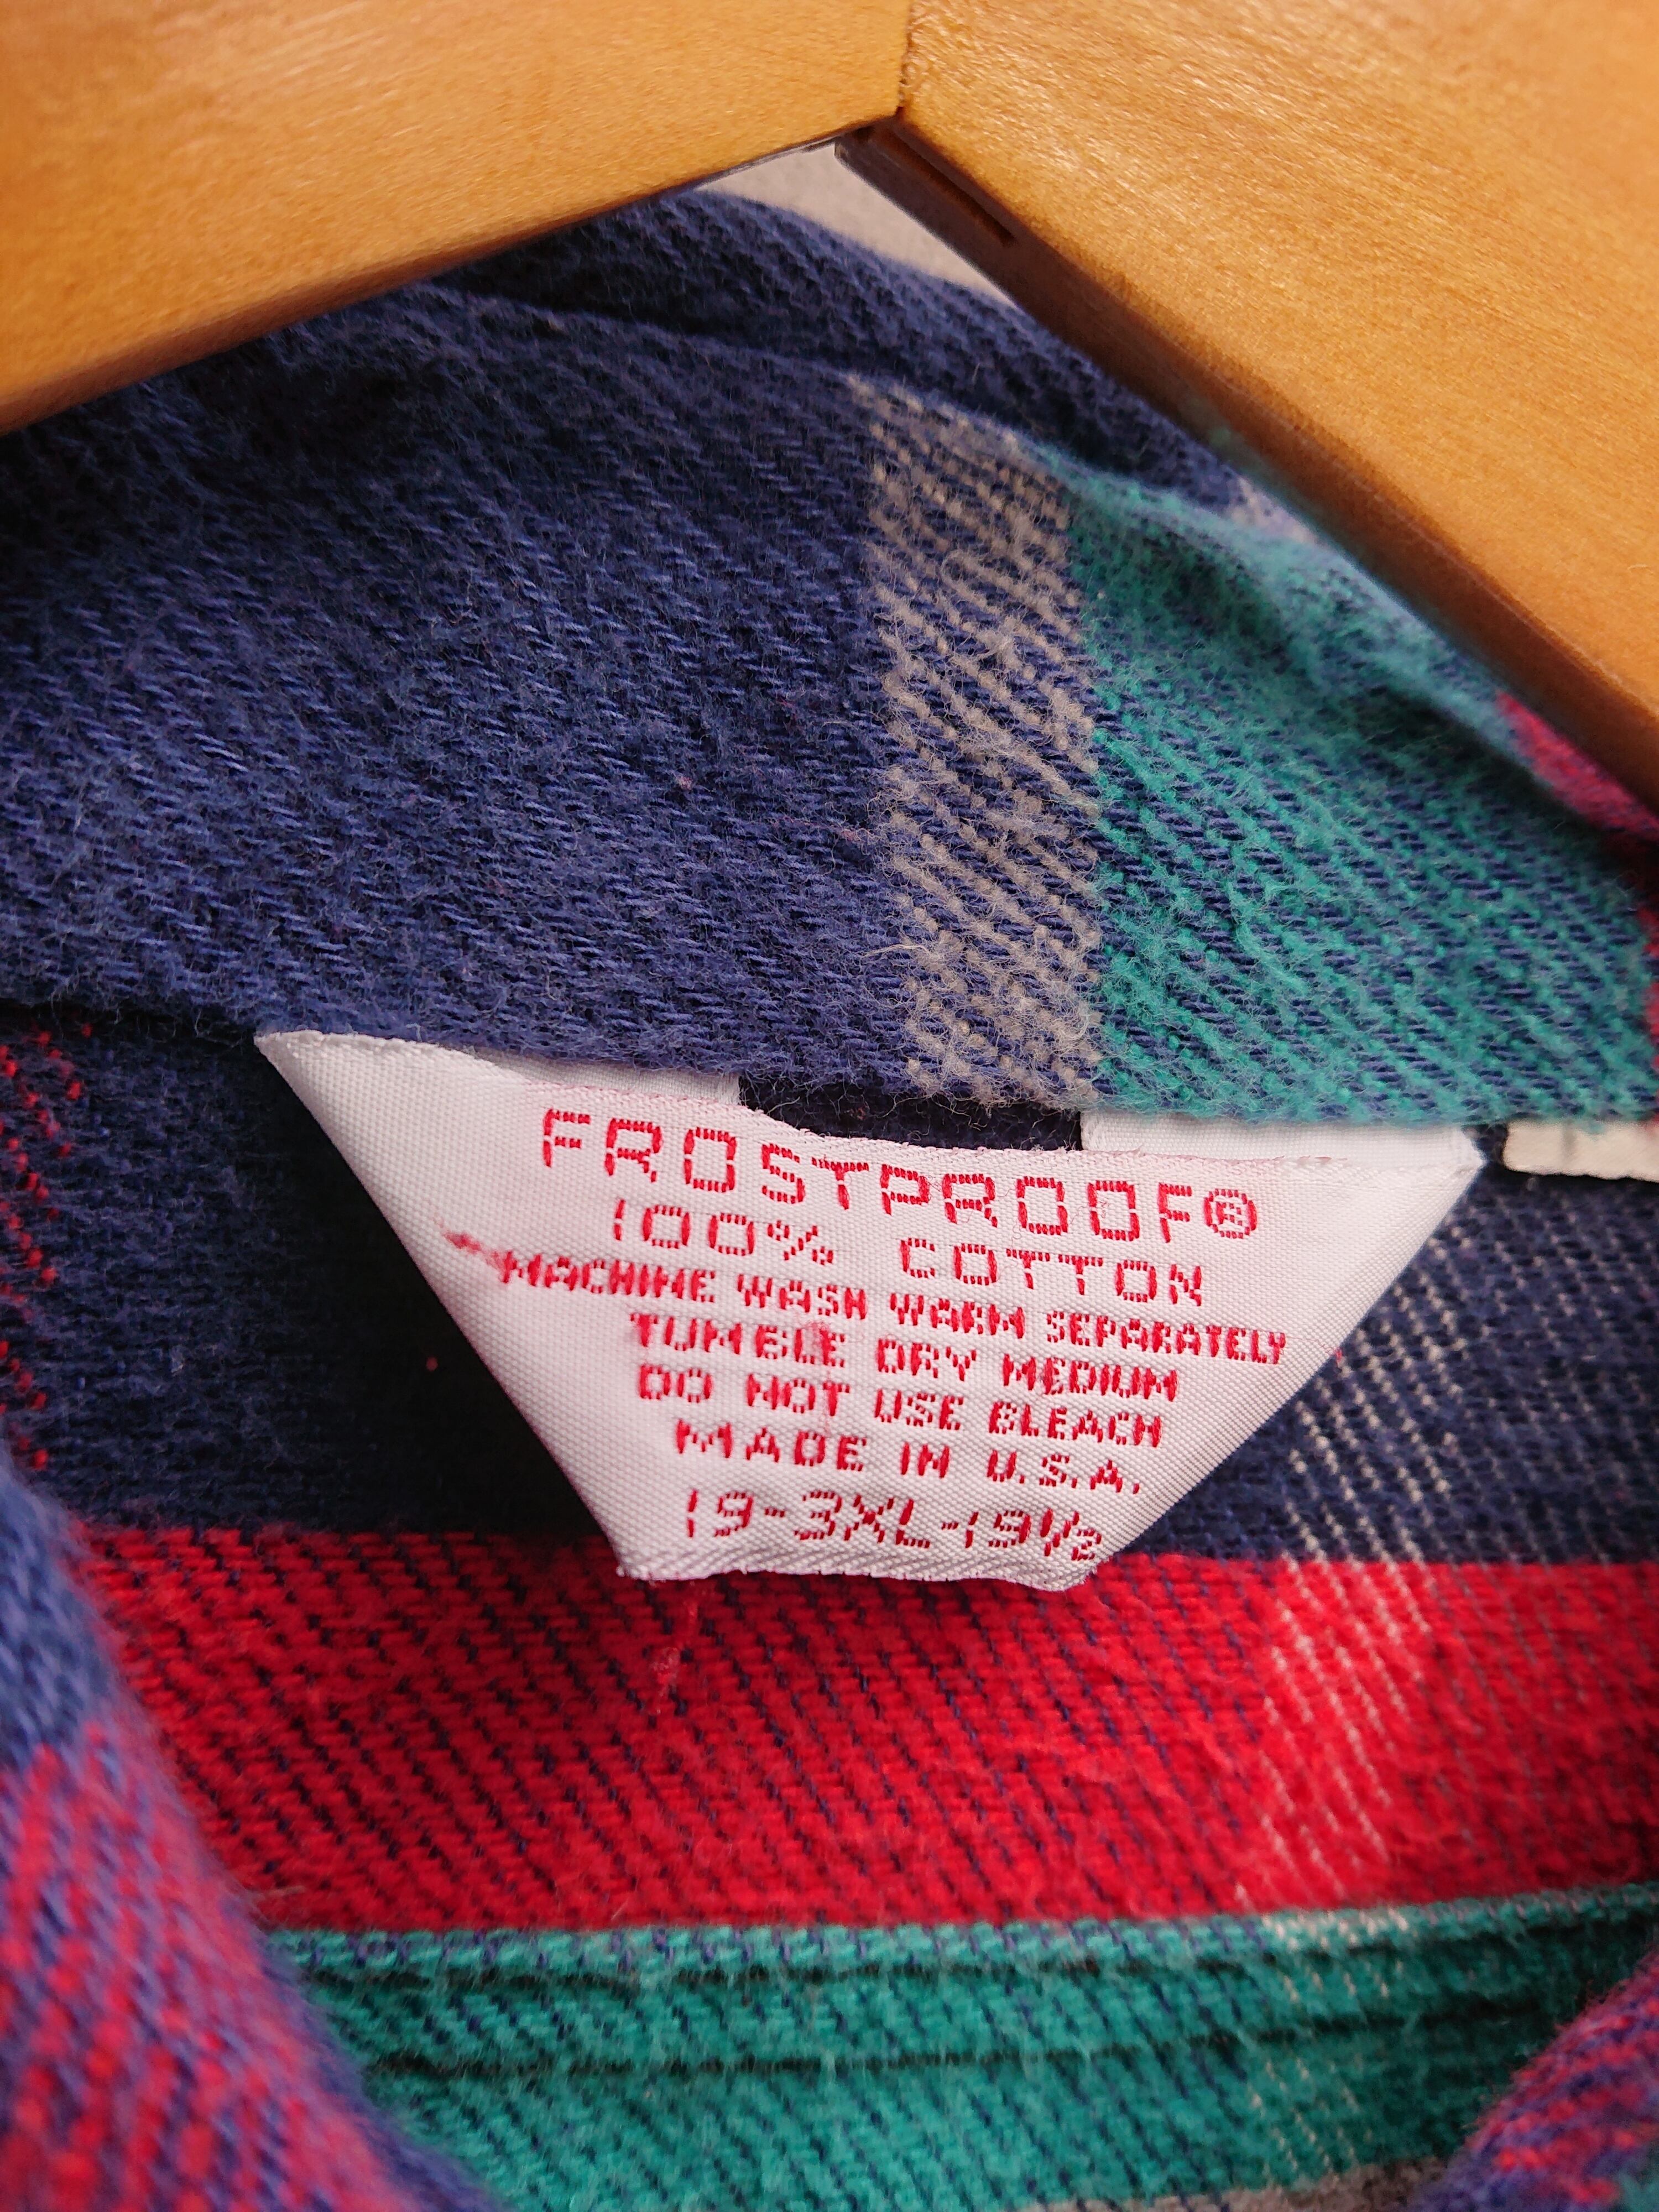 FROSTPROOF®
100% COTTON
MACHINE WASH WARM SEPARATELY
TUMBLE DRY MEDIUM
DO NOT USE BLEACH
MADE IN U.S.A.
19-3XL-19½